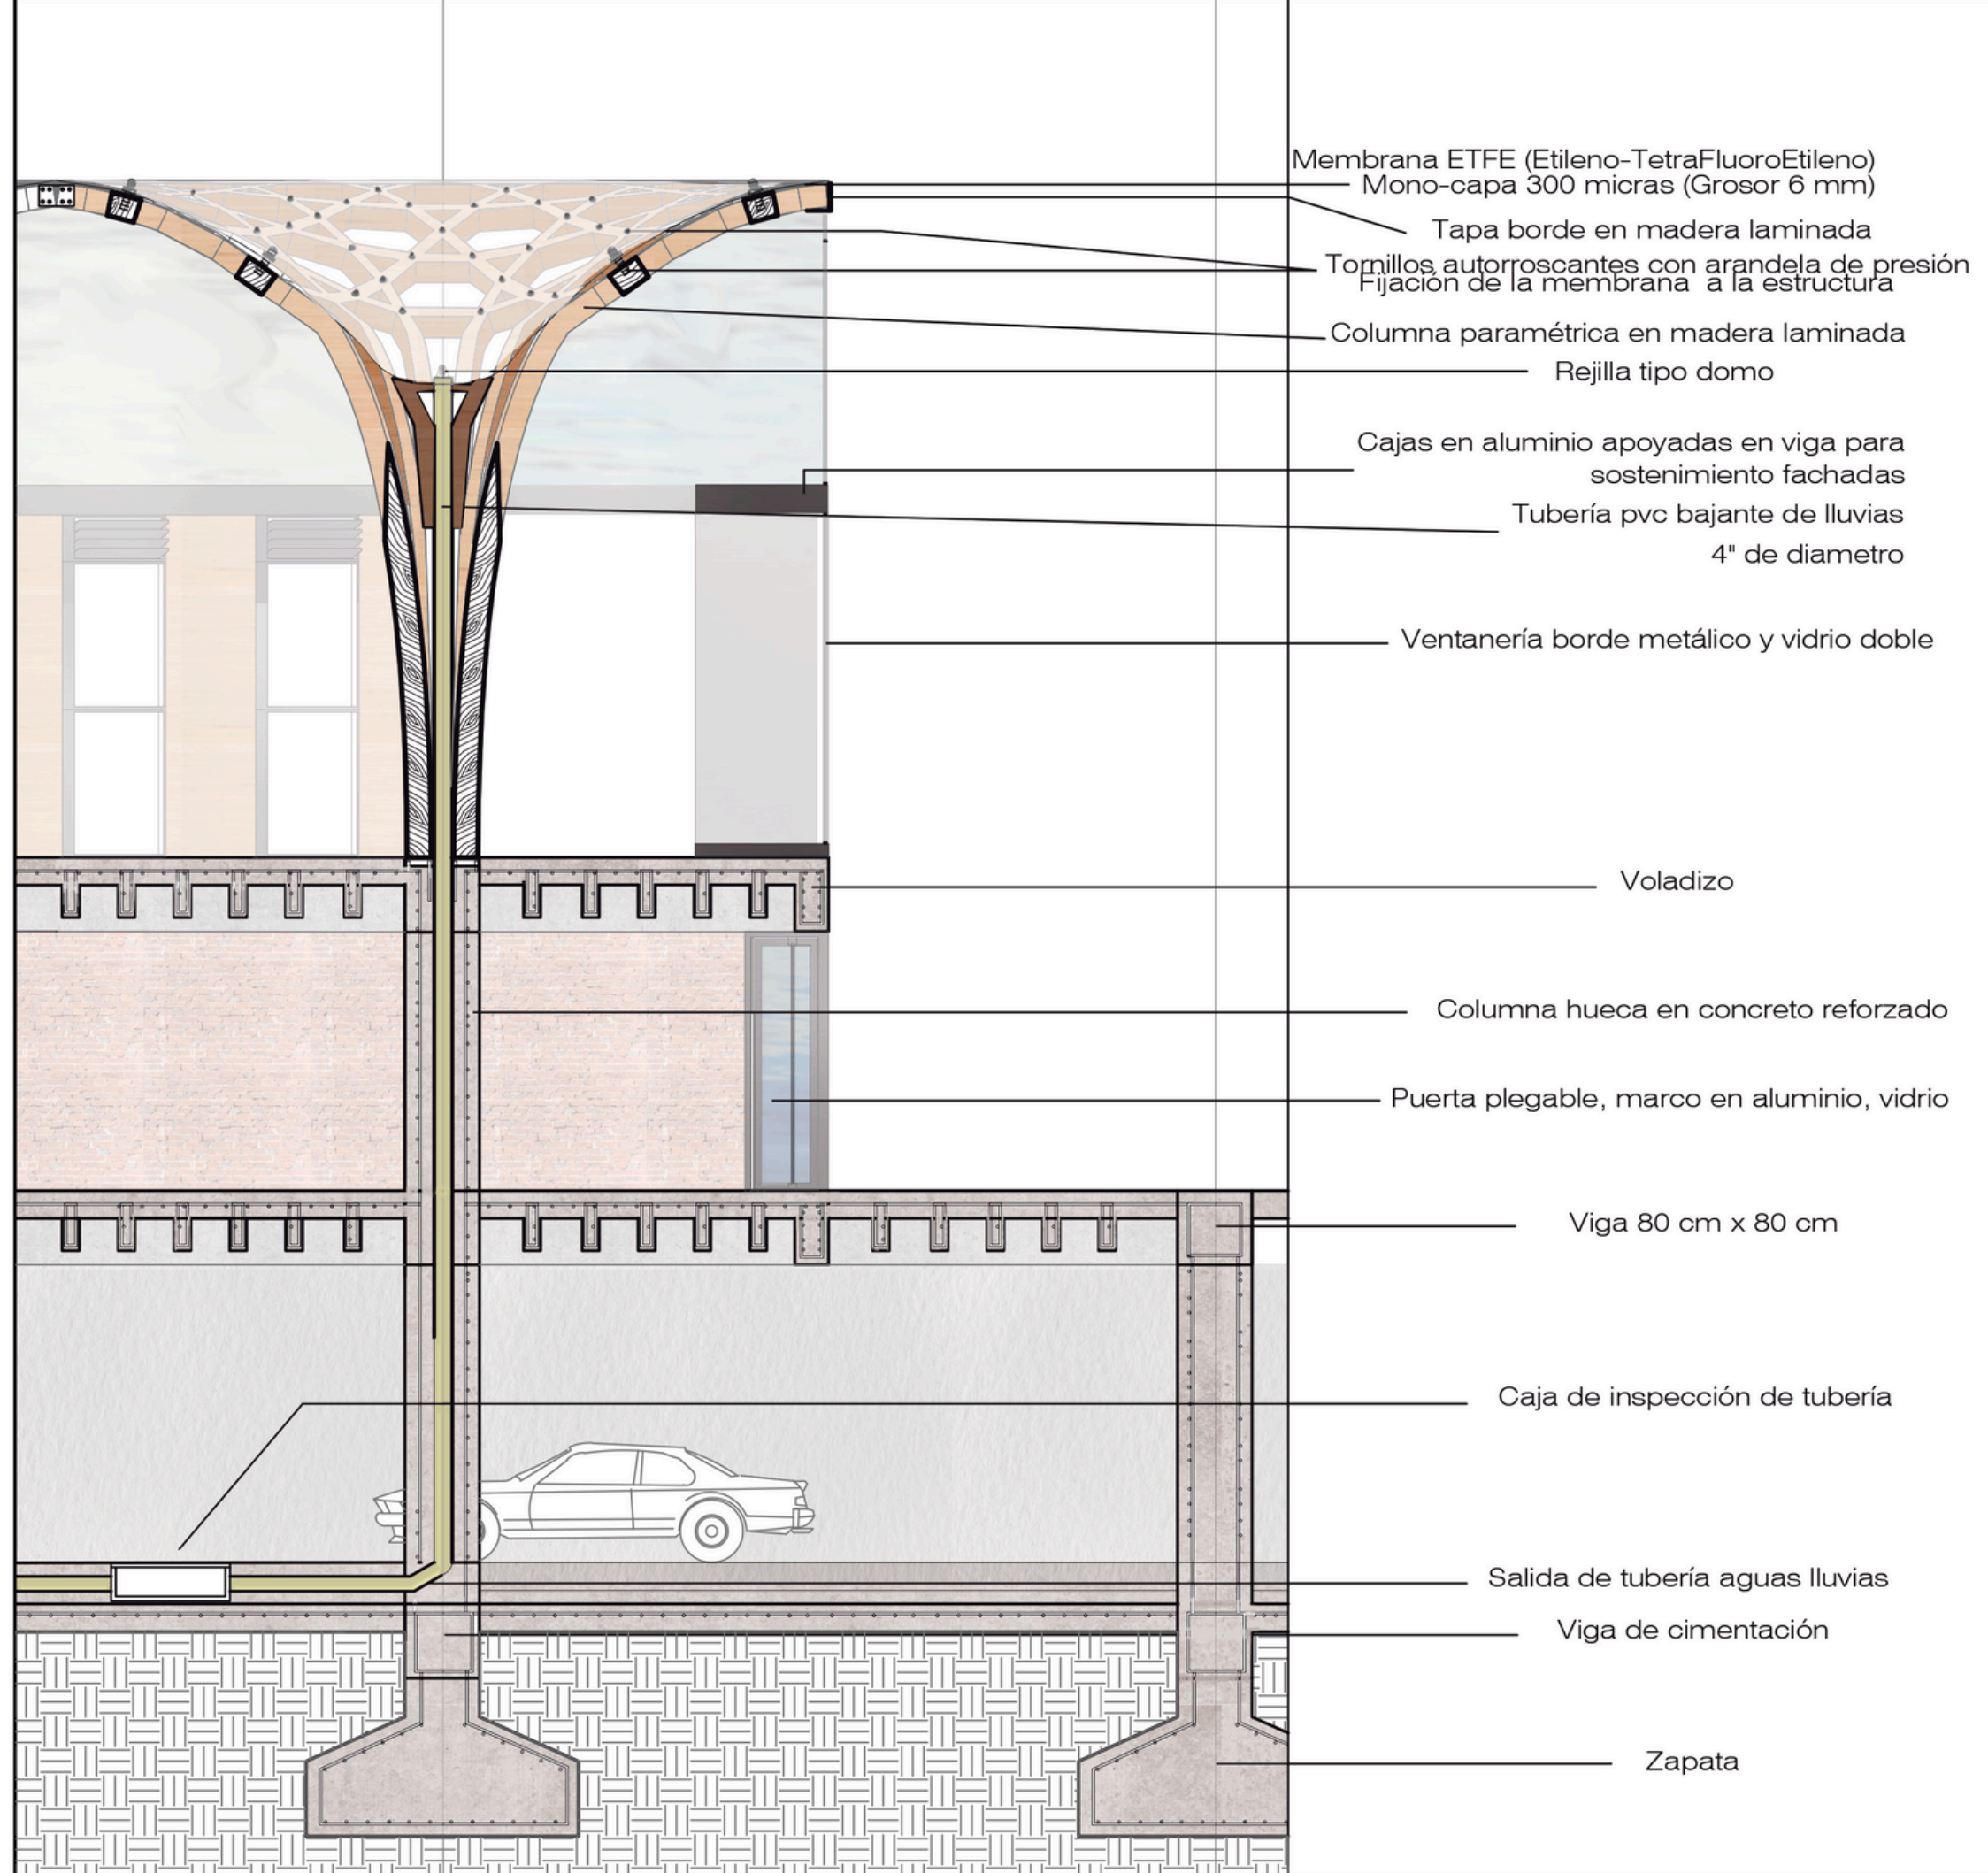 Membrana ETFE (Etileno-TetraFluoroEtileno)
Mono-capa 300 micras (Grosor 6 mm)
Tapa borde en madera laminada
Tornillos autorroscantes con arandela de presión
Fijación de la membrana a la estructura
Columna paramétrica en madera laminada
Rejilla tipo domo
Cajas en aluminio apoyadas en viga para
sostenimiento fachadas
Tubería pvc bajante de lluvias
4" de diametro
Ventanería borde metálico y vidrio doble
Voladizo
Columna hueca en concreto reforzado
Puerta plegable, marco en aluminio, vidrio
Viga 80 cm x 80 cm
Caja de inspección de tubería
Salida de tubería aguas lluvias
Viga de cimentación
Zapata